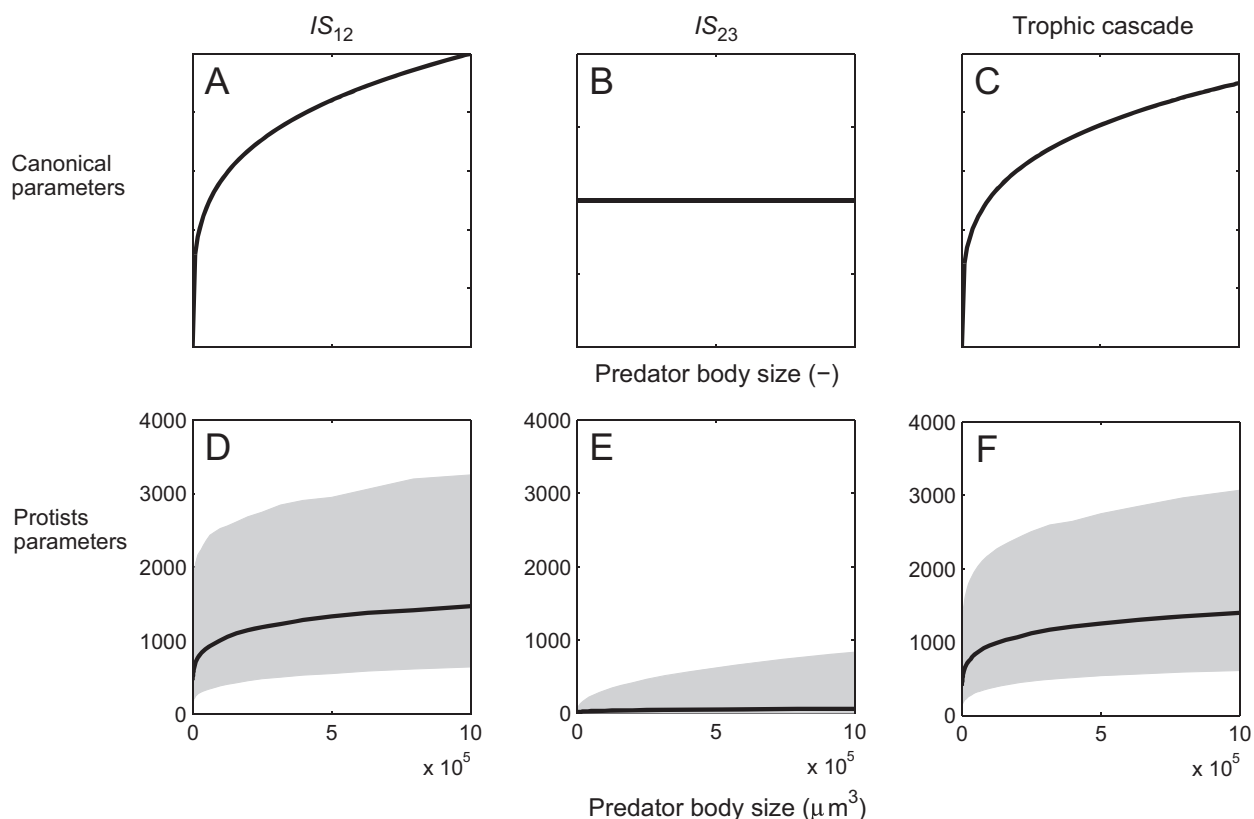 IS12 IS23 Trophic cascade
A B C
Canonical
parameters
Predator body size (−)
4000 4000 4000
D E F
3000 3000 3000
Protists
parameters
2000 2000 2000
1000 1000 1000
0 0 0
0 5 10 0 5 10 0 5 10
x 10^5 x 10^5 x 10^5
Predator body size (μm³)